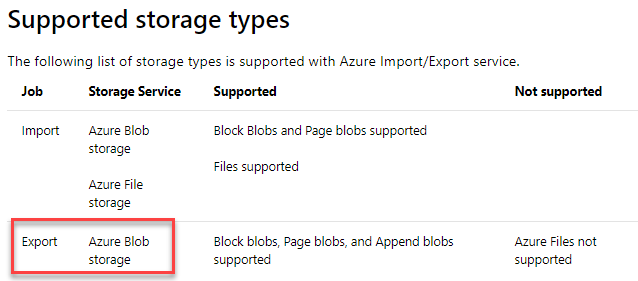 Supported storage types
The following list of storage types is supported with Azure Import/Export service.
Job Storage Service Supported Not supported
Import Azure Blob storage Block Blobs and Page blobs supported
Azure File storage Files supported
Export Azure Blob storage Block blobs, Page blobs, and Append blobs supported Azure Files not supported